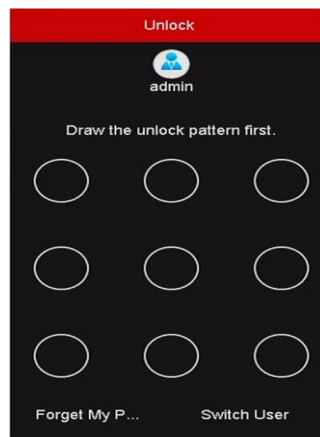 Unlock
admin
Draw the unlock pattern first.
Forget My P...
Switch User